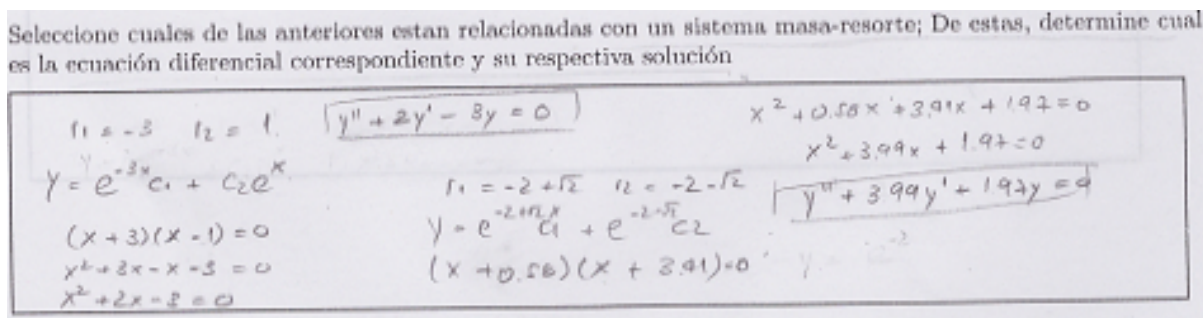 Seleccione cuales de las anteriores estan relacionadas con un sistema masa-resorte; De estas, determine cual
es la ecuación diferencial correspondiente y su respectiva solución
r1 = -3 r2 = 1. y'' + 2y' - 3y = 0
y = e^-3x c1 + c2e^x
(x + 3)(x - 1) = 0
x² + 3x - x - 3 = 0
x² + 2x - 3 = 0
r1 = -2 + √2 r2 = -2 - √2
y = e^-2+√2 x c1 + e^-2-√2 c2
(x + 0.58)(x + 3.41) = 0
x² + 0.58x + 3.41x + 1.97 = 0
x² + 3.99x + 1.97 = 0
y'' + 3.99y' + 1.97y = 0